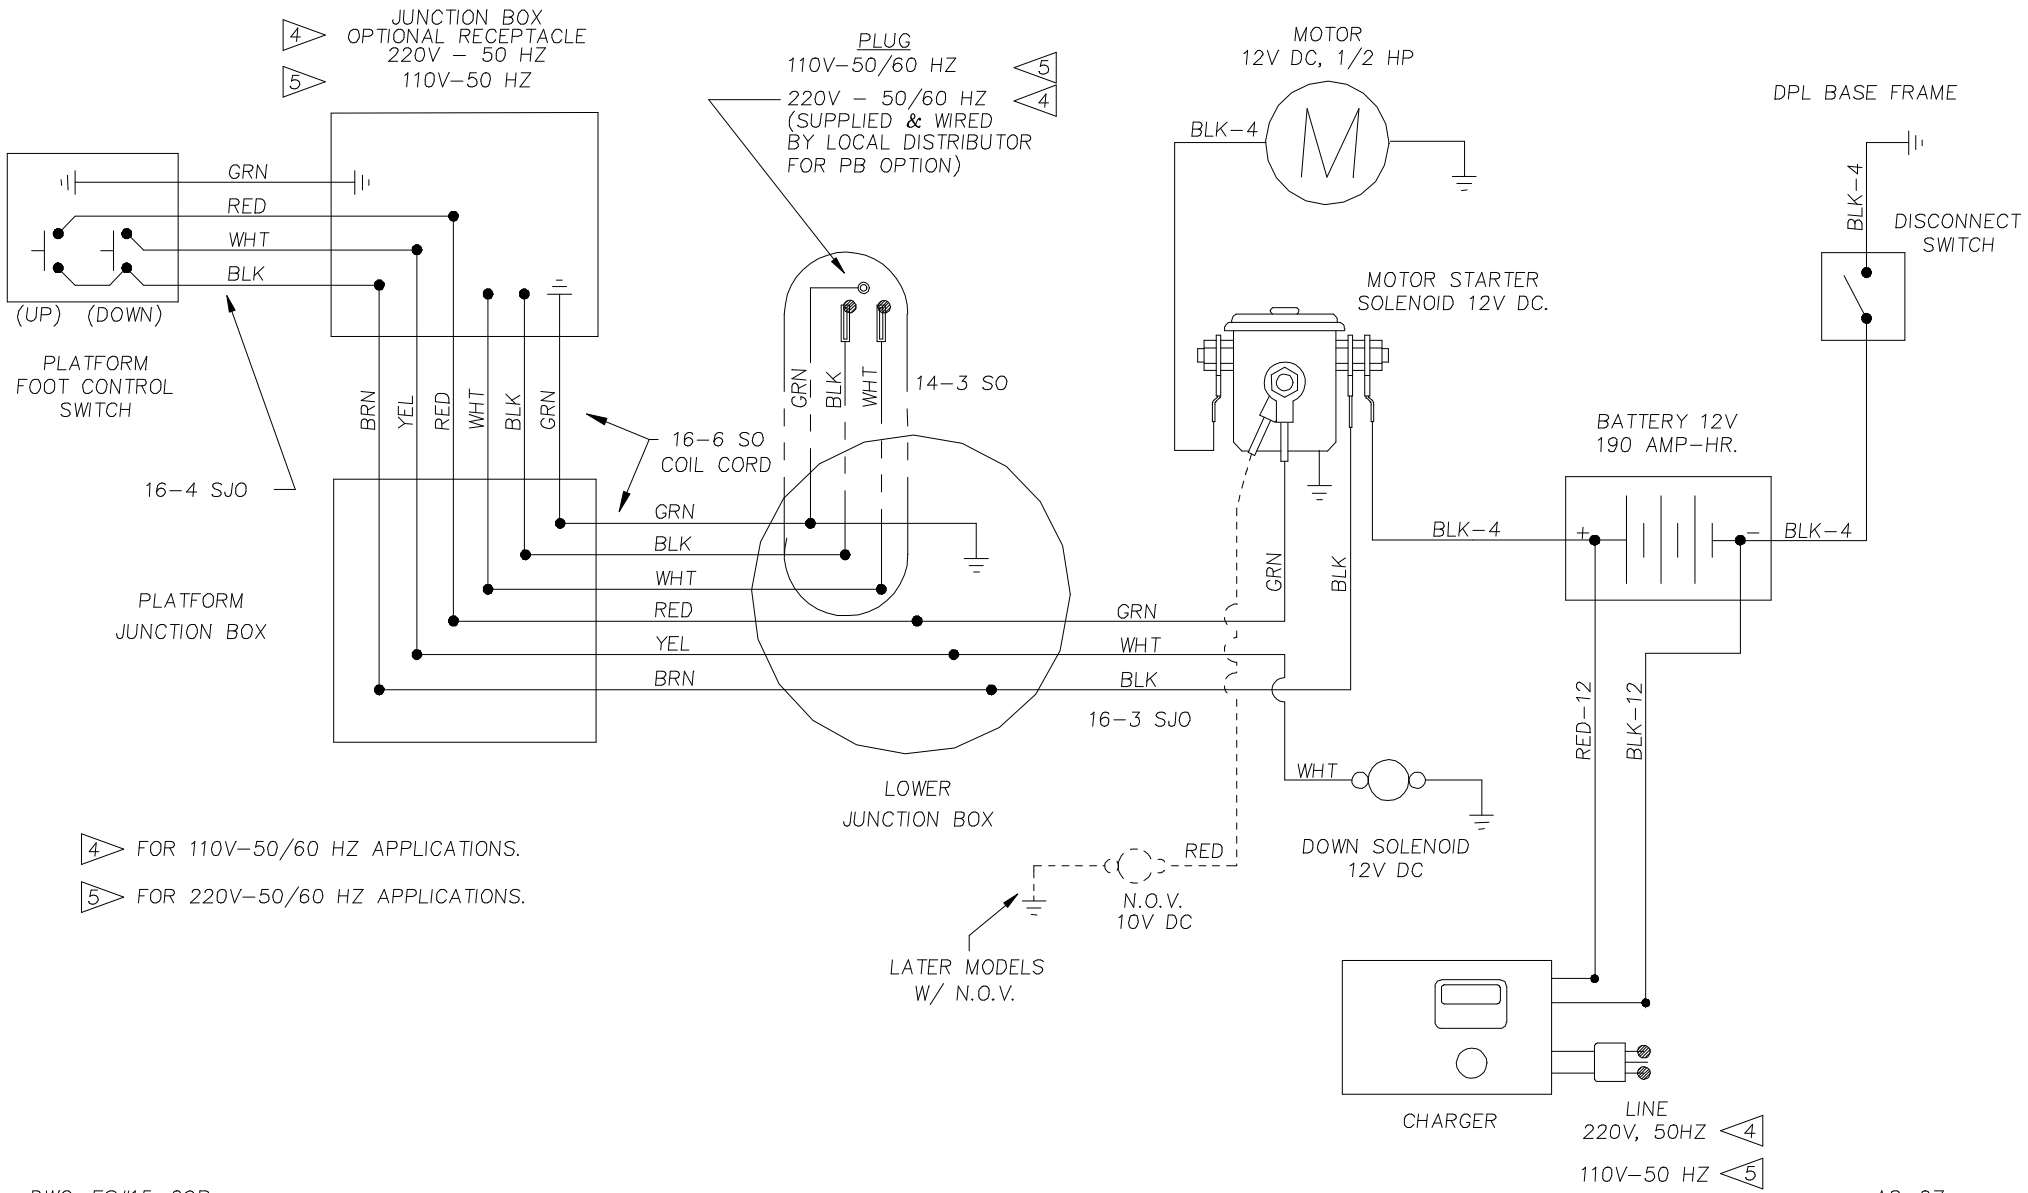 JUNCTION BOX
OPTIONAL RECEPTACLE
4
220V - 50 HZ
5
110V-50 HZ
PLUG
110V-50/60 HZ
5
220V - 50/60 HZ
4
(SUPPLIED & WIRED
BY LOCAL DISTRIBUTOR
FOR PB OPTION)
MOTOR
12V DC, 1/2 HP
M
BLK-4
DPL BASE FRAME
BLK-4
DISCONNECT
SWITCH
GRN
RED
WHT
BLK
(UP)
(DOWN)
PLATFORM
FOOT CONTROL
SWITCH
16-4 SJO
BRN
YEL
RED
WHT
BLK
GRN
16-6 SO
COIL CORD
GRN
BLK
WHT
14-3 SO
MOTOR STARTER
SOLENOID 12V DC.
BATTERY 12V
190 AMP-HR.
BLK-4
+
-
BLK-4
GRN
BLK
PLATFORM
JUNCTION BOX
GRN
BLK
WHT
RED
YEL
BRN
GRN
WHT
BLK
16-3 SJO
LOWER
JUNCTION BOX
RED-12
BLK-12
WHT
DOWN SOLENOID
12V DC
RED
N.O.V.
10V DC
LATER MODELS
W/ N.O.V.
4
FOR 110V-50/60 HZ APPLICATIONS.
5
FOR 220V-50/60 HZ APPLICATIONS.
CHARGER
LINE
220V, 50HZ
4
110V-50 HZ
5